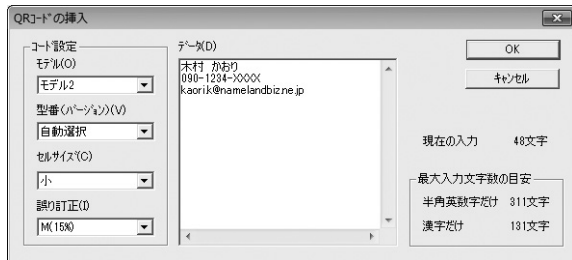 QRｺｰﾄﾞの挿入
ｺｰﾄﾞ設定
ﾓﾃﾞﾙ(O)
モデル2
型番(ﾊﾞｰｼﾞｮﾝ)(V)
自動選択
ｾﾙｻｲｽﾞ(C)
小
誤り訂正(I)
M(15%)
ﾃﾞｰﾀ(D)
木村 かおり
090-1234-XXXX
kaori.k@namelandbiz.ne.jp
OK
ｷｬﾝｾﾙ
現在の入力 48文字
最大入力文字数の目安
半角英数字だけ 311文字
漢字だけ 131文字